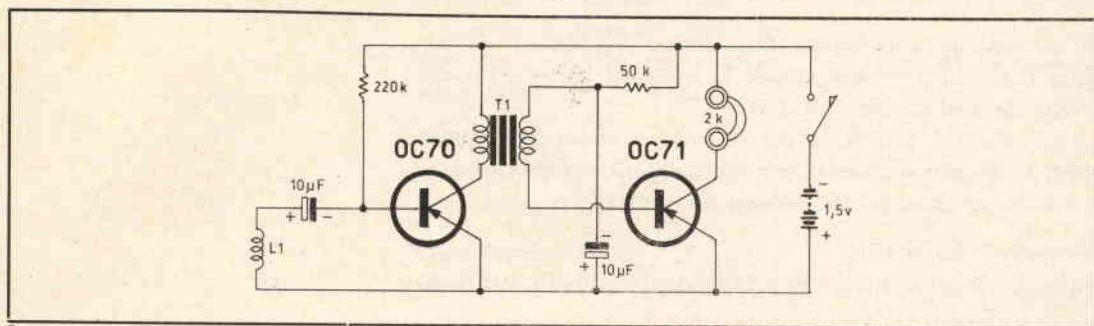 220k
T1
50 k
2 k
OC70
OC71
10µF
+
-
L1
-
1,5v
+
-
+
10µF